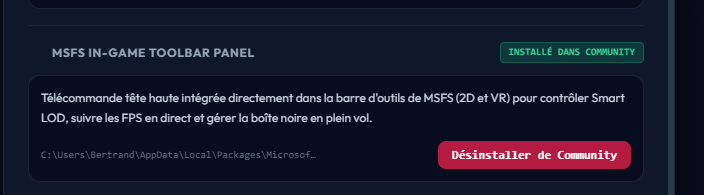 MSFS IN-GAME TOOLBAR PANEL
INSTALLÉ DANS COMMUNITY
Télécommande tête haute intégrée directement dans la barre d'outils de MSFS (2D et VR) pour contrôler Smart
LOD, suivre les FPS en direct et gérer la boîte noire en plein vol.
C:\Users\Bertrand\AppData\Local\Packages\Microsof…
Désinstaller de Community